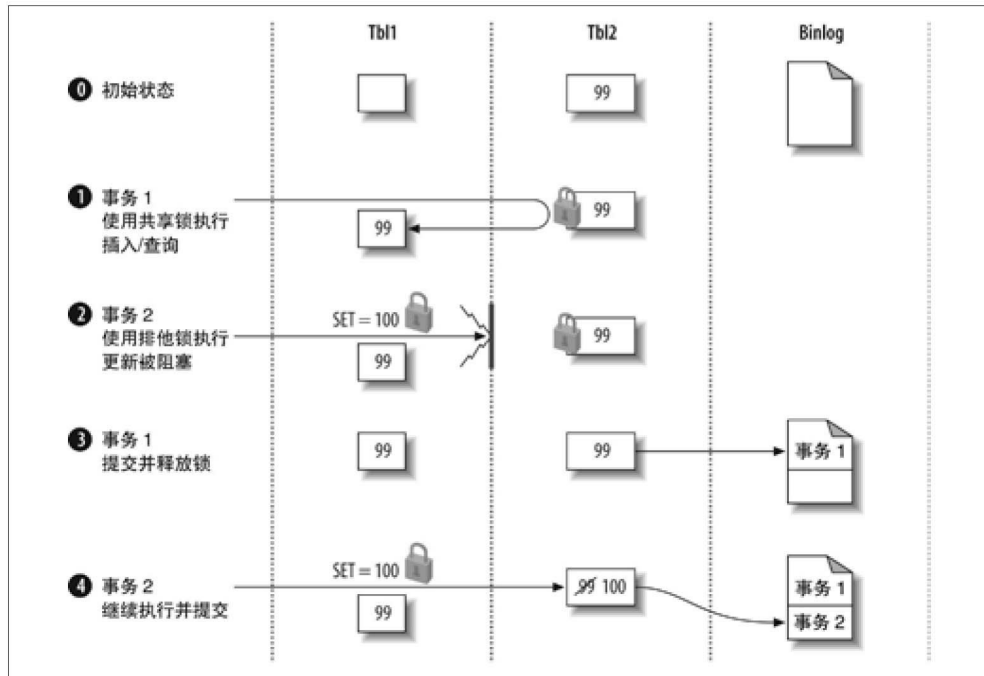 Tbl1 Tbl2 Binlog
0 初始状态
99
1 事务 1
使用共享锁执行
插入/查询
99
99
2 事务 2
使用排他锁执行
更新被阻塞
SET = 100
99
99
3 事务 1
提交并释放锁
99
99
事务 1
4 事务 2
继续执行并提交
SET = 100
99
99 100
事务 1
事务 2